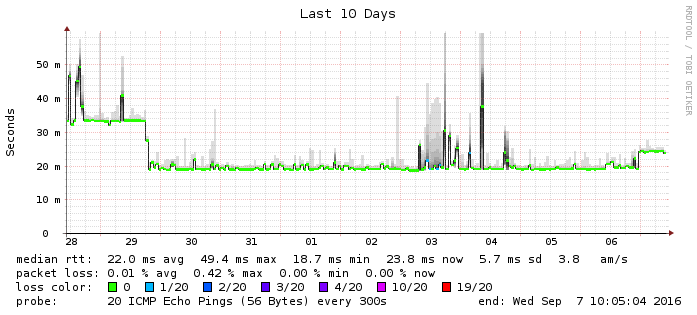 Last 10 Days
RRDTOOL / TOBI OETIKER
Seconds
50 m
40 m
30 m
20 m
10 m
0
28 29 30 31 01 02 03 04 05 06
median rtt: 22.0 ms avg 49.4 ms max 18.7 ms min 23.8 ms now 5.7 ms sd 3.8 am/s
packet loss: 0.01 % avg 0.42 % max 0.00 % min 0.00 % now
loss color: 0 1/20 2/20 3/20 4/20 10/20 19/20
probe: 20 ICMP Echo Pings (56 Bytes) every 300s end: Wed Sep 7 10:05:04 2016